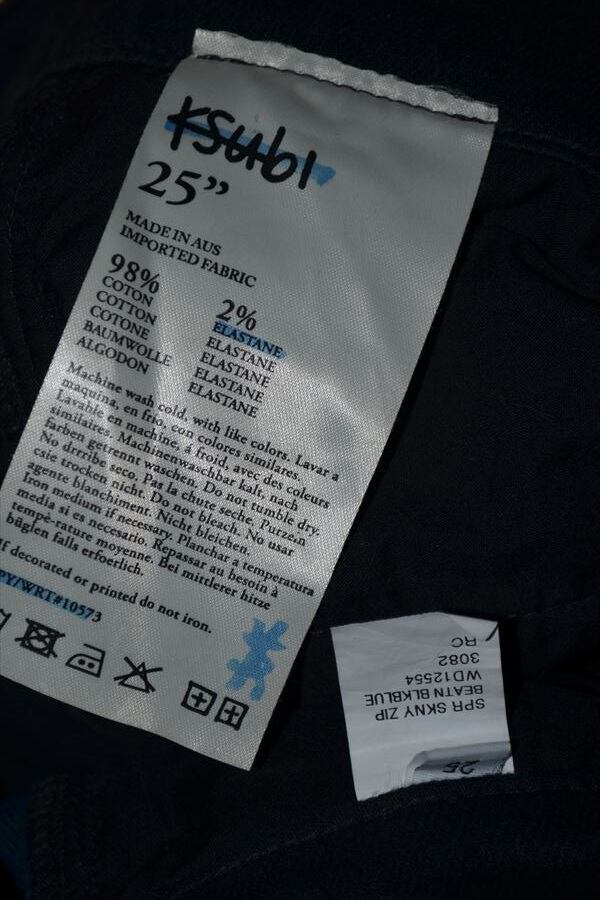 KSUBI
25”
MADE IN AUS
IMPORTED FABRIC
98%
COTON
COTTON
COTONE
BAUMWOLLE
ALGODON
2%
ELASTANE
ELASTANE
ELASTANE
ELASTANE
ELASTANE
Machine wash cold, with like colors. Lavar a
maquina, en frio, con colores similares.
Lavable en machine, à froid, avec des coleurs
similaires. Machinenwaschbar kalt, nach
farben getrennt waschen. Do not tumble dry.
No drribe seco. Pas la chute seche, Purzen
caie trocken nicht. Do not bleach. No usar
agente blanchiment. Nicht bleichen.
Iron medium if necessary. Planchar a temperatura
media si es necesario. Repassar au besoin à
tempè-rature moyenne. Bei mittlerer hitze
büglen falls erfoerlich.
If decorated or printed do not iron.
PY/WRT#10573
SPR SKNY ZIP
BEATN BLKBLUE
WD12554
3082
RC
25